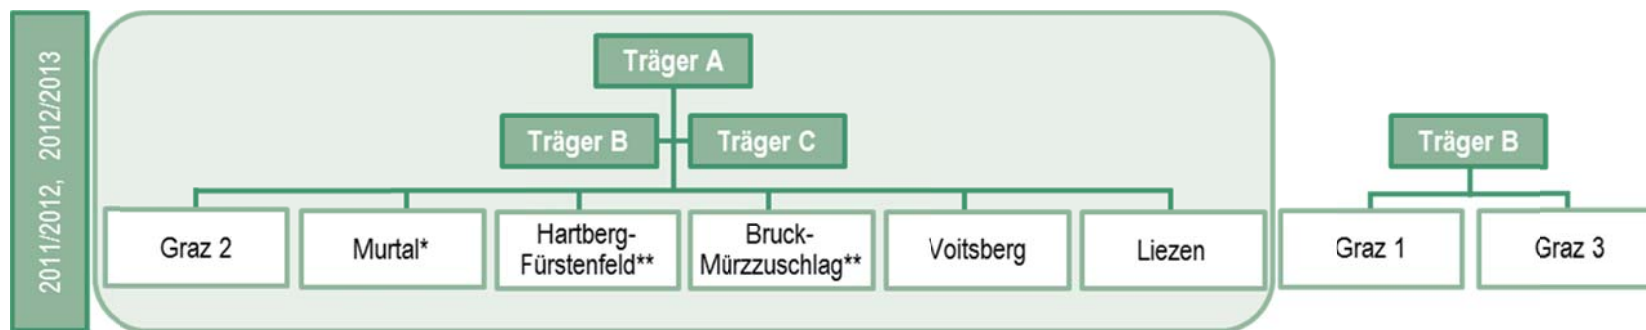 2011/2012, 2012/2013
Träger A
Träger B
Träger C
Träger B
Graz 2
Murtal*
Hartberg-
Fürstenfeld**
Bruck-
Mürzzuschlag**
Voitsberg
Liezen
Graz 1
Graz 3